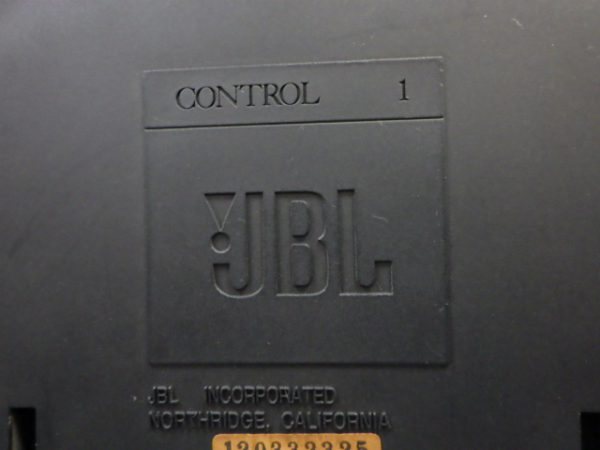 CONTROL 1
JBL
JBL INCORPORATED
NORTHRIDGE, CALIFORNIA